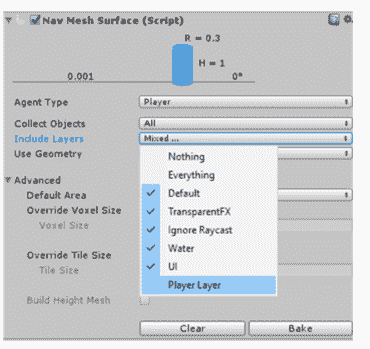 Nav Mesh Surface (Script)
R = 0.3
H = 1
0.001 0°
Agent Type Player
Collect Objects All
Include Layers Mixed ...
Use Geometry
Nothing
Everything
Advanced
Default Area Default
Override Voxel Size TransparentFX
Voxel Size Ignore Raycast
Water
Override Tile Size UI
Tile Size Player Layer
Build Height Mesh
Clear Bake